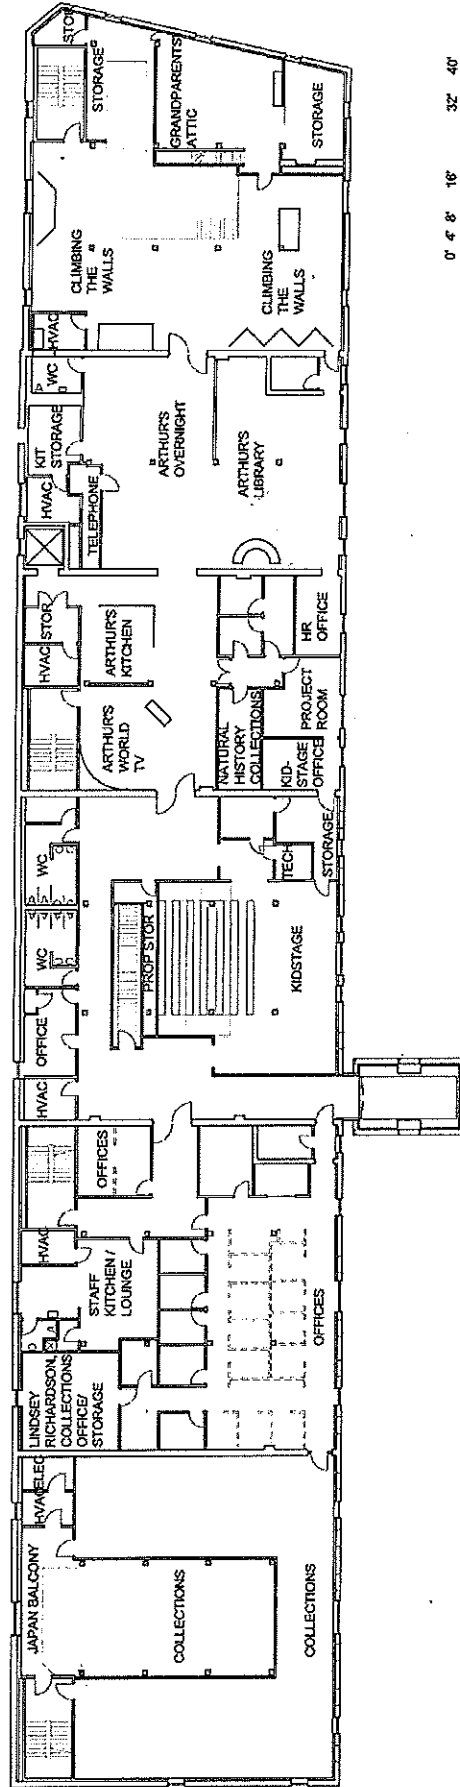 STO
STORAGE
GRANDPARENTS'
ATTIC
STORAGE
CLIMBING
THE
WALLS
CLIMBING
THE
WALLS
HVAC
WC
KIT
STORAGE
HVAC
TELEPHONE
ARTHUR'S
OVERNIGHT
ARTHUR'S
LIBRARY
STOR
HVAC
ARTHUR'S
KITCHEN
ARTHUR'S
WORLD
TV
HR
OFFICE
NATURAL
HISTORY
COLLECTIONS
PROJECT
ROOM
KID-
STAGE
OFFICE
WC
WC
OFFICE
HVAC
PROP STOR
TECH
STORAGE
KIDSTAGE
OFFICES
HVAC
STAFF
KITCHEN /
LOUNGE
OFFICES
LINDSEY
RICHARDSON,
COLLECTIONS
OFFICE/
STORAGE
ELEC
HVAC
JAPAN BALCONY
COLLECTIONS
COLLECTIONS
0' 4' 8' 16' 32' 40'